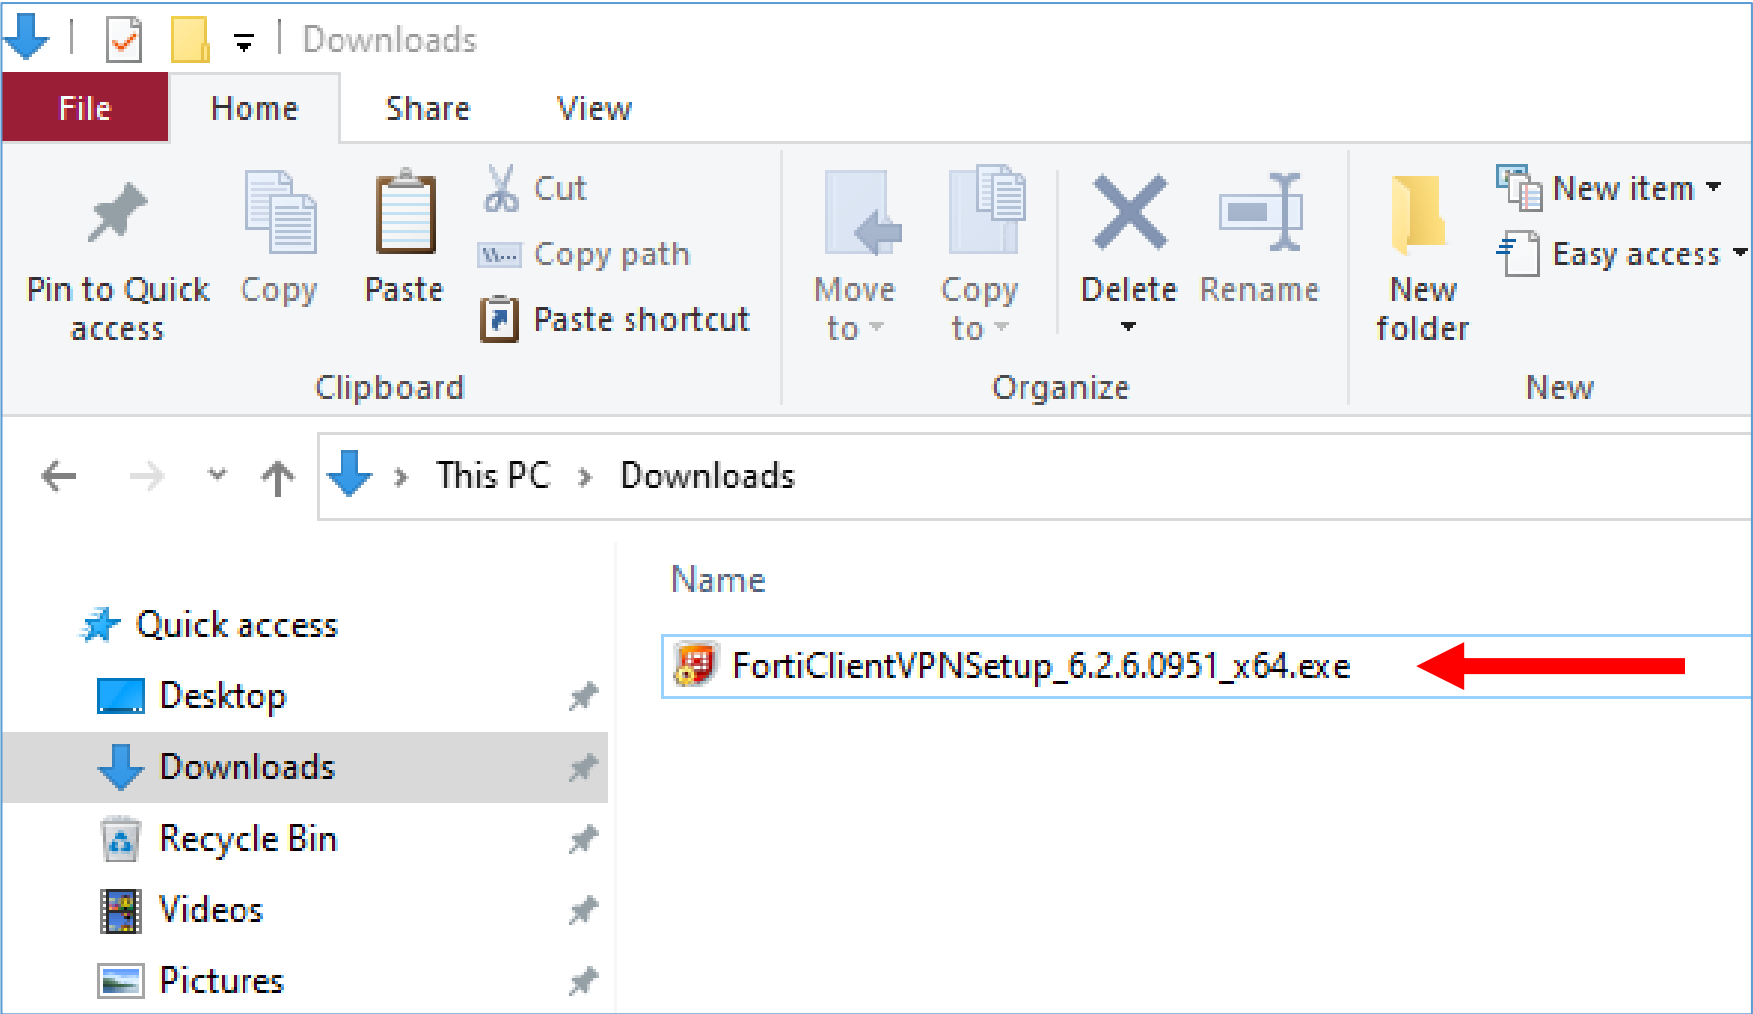 Downloads
File Home Share View
Pin to Quick access
Copy
Paste
Cut
Copy path
Paste shortcut
Clipboard
Move to
Copy to
Delete
Rename
Organize
New folder
New item
Easy access
New
This PC Downloads
Quick access
Desktop
Downloads
Recycle Bin
Videos
Pictures
Name
FortiClientVPNSetup_6.2.6.0951_x64.exe